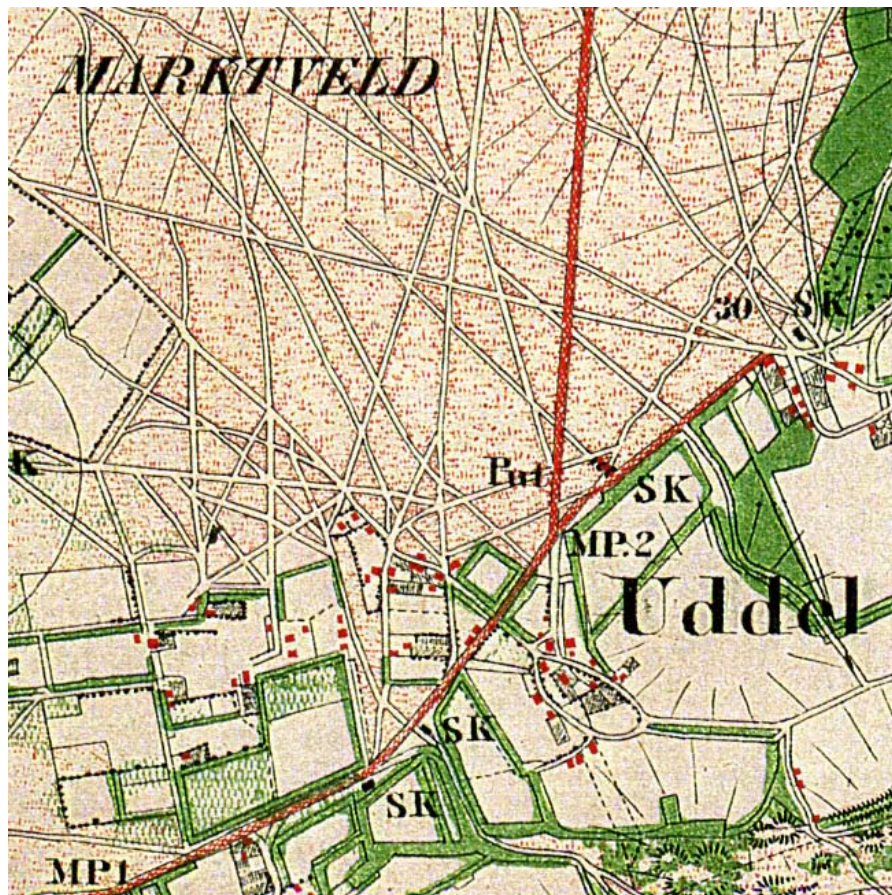 MARKTVELD
30 SK
K
Put
SK
MP.2
Uddel
SK
SK
MP1